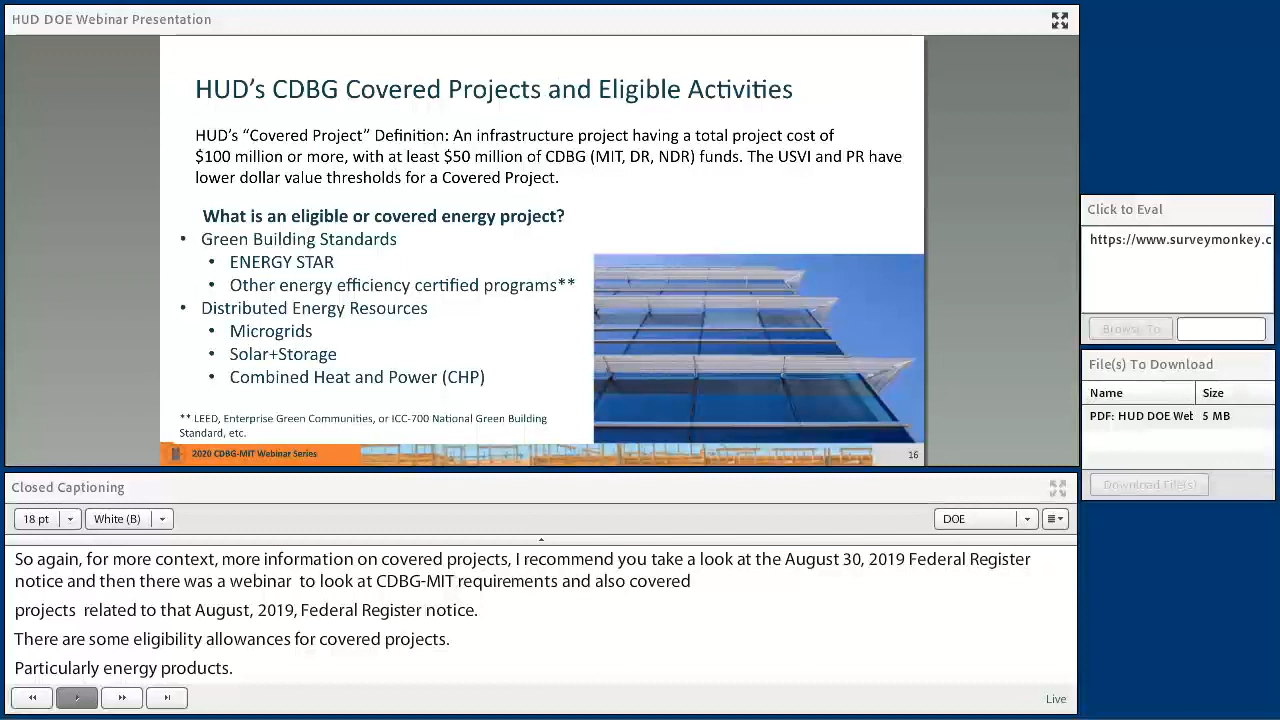 HUD DOE Webinar Presentation
HUD's CDBG Covered Projects and Eligible Activities
HUD's “Covered Project” Definition: An infrastructure project having a total project cost of
$100 million or more, with at least $50 million of CDBG (MIT, DR, NDR) funds. The USVI and PR have
lower dollar value thresholds for a Covered Project.
What is an eligible or covered energy project?
• Green Building Standards
• ENERGY STAR
• Other energy efficiency certified programs**
• Distributed Energy Resources
• Microgrids
• Solar+Storage
• Combined Heat and Power (CHP)
** LEED, Enterprise Green Communities, or ICC-700 National Green Building
Standard, etc.
2020 CDBG-MIT Webinar Series
16
Click to Eval
https://www.surveymonkey.c
Browse To
File(s) To Download
Name Size
PDF: HUD DOE Wet 5 MB
Download File(s)
Closed Captioning
18 pt White (B) DOE
So again, for more context, more information on covered projects, I recommend you take a look at the August 30, 2019 Federal Register
notice and then there was a webinar to look at CDBG-MIT requirements and also covered
projects related to that August, 2019, Federal Register notice.
There are some eligibility allowances for covered projects.
Particularly energy products.
Live